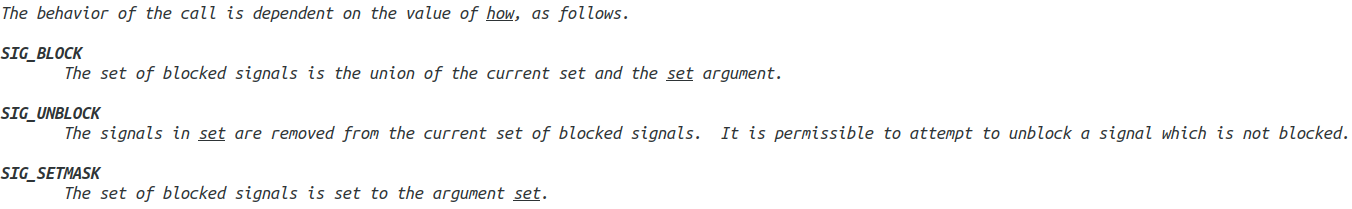 The behavior of the call is dependent on the value of how, as follows.
SIG_BLOCK
The set of blocked signals is the union of the current set and the set argument.
SIG_UNBLOCK
The signals in set are removed from the current set of blocked signals.  It is permissible to attempt to unblock a signal which is not blocked.
SIG_SETMASK
The set of blocked signals is set to the argument set.